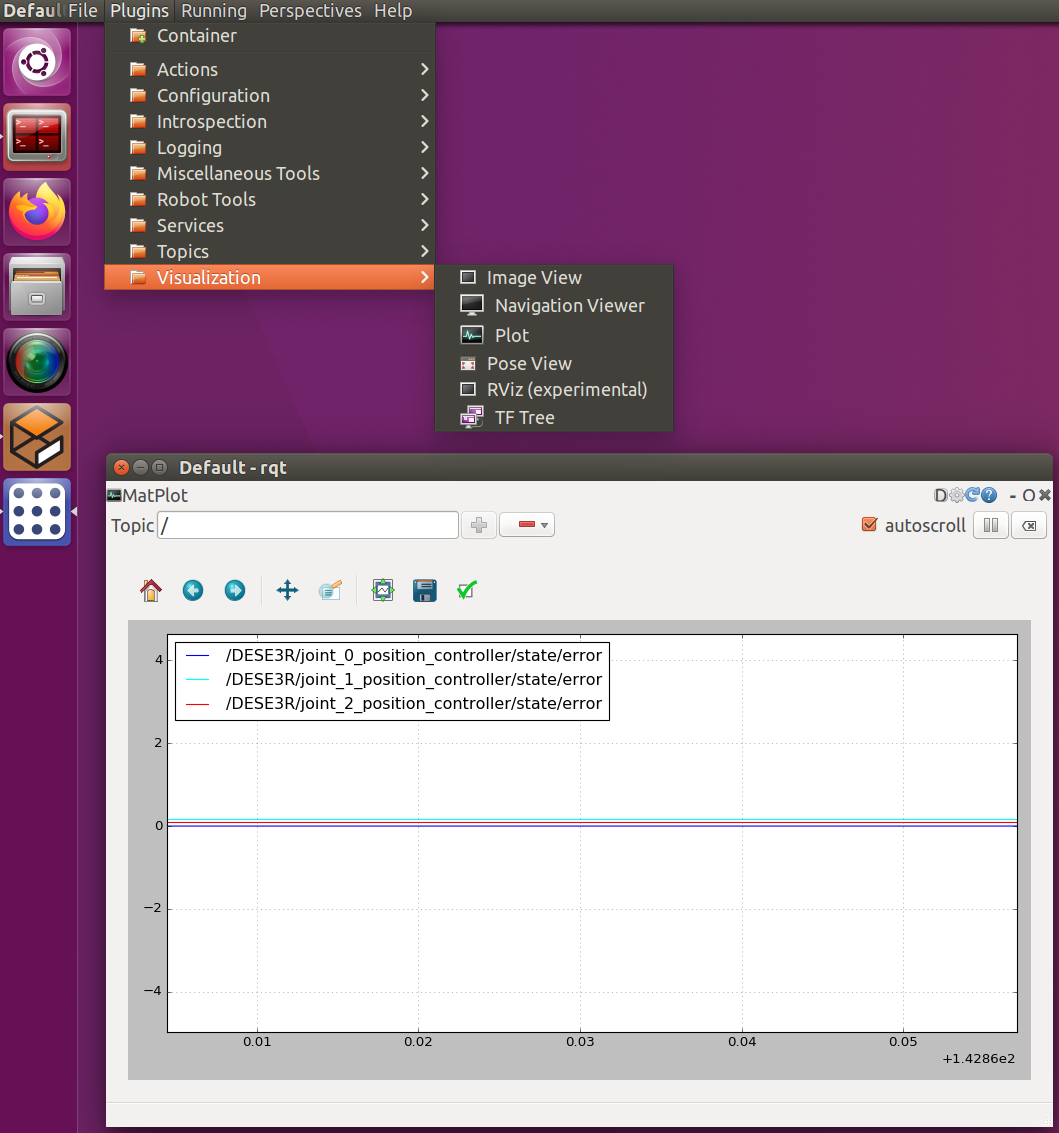 Defaul File Plugins Running Perspectives Help
Container
Actions
Configuration
Introspection
Logging
Miscellaneous Tools
Robot Tools
Services
Topics
Visualization
Image View
Navigation Viewer
Plot
Pose View
RViz (experimental)
TF Tree
Default - rqt
MatPlot D - O
Topic / autoscroll
/DESE3R/joint_0_position_controller/state/error
/DESE3R/joint_1_position_controller/state/error
/DESE3R/joint_2_position_controller/state/error
4
2
0
−2
−4
0.01 0.02 0.03 0.04 0.05
+1.4286e2